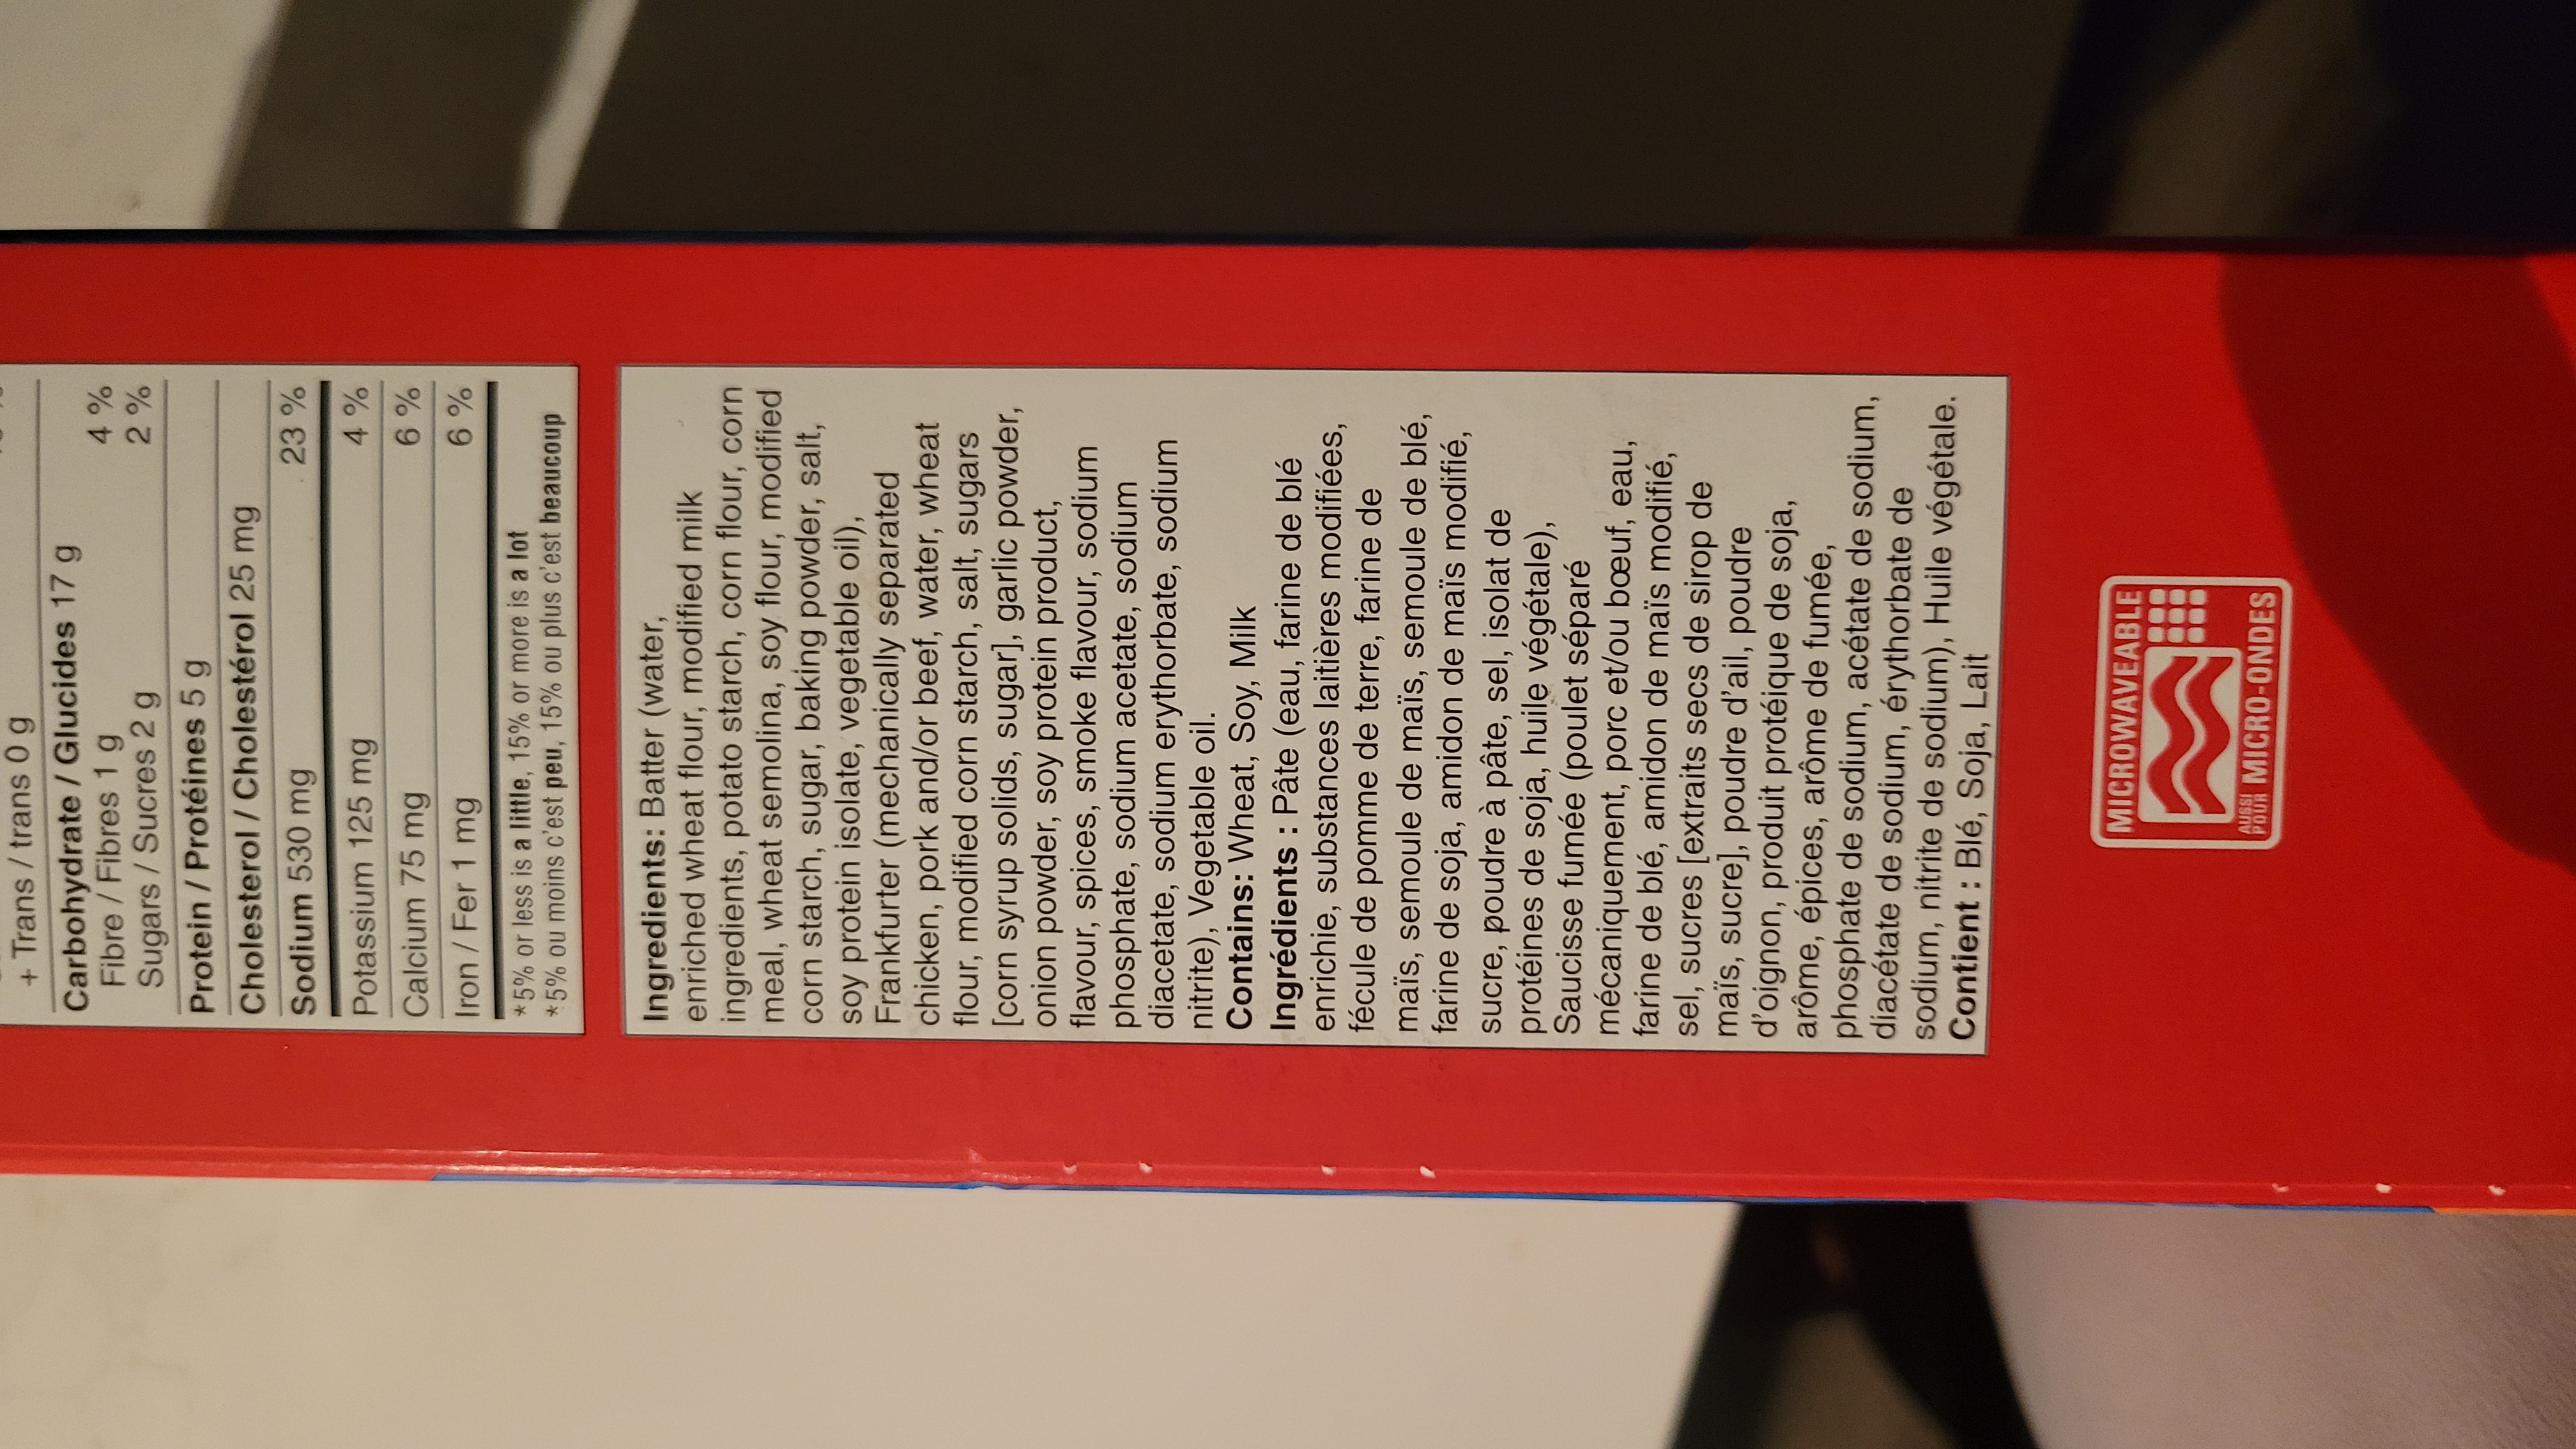 + Trans / trans 0 g
Carbohydrate / Glucides 17 g
Fibre / Fibres 1 g 4 %
Sugars / Sucres 2 g 2 %
Protein / Protéines 5 g
Cholesterol / Cholestérol 25 mg
Sodium 530 mg 23 %
Potassium 125 mg 4 %
Calcium 75 mg 6 %
Iron / Fer 1 mg 6 %
*5% or less is a little, 15% or more is a lot
*5% ou moins c'est peu, 15% ou plus c'est beaucoup
Ingredients: Batter (water,
enriched wheat flour, modified milk
ingredients, potato starch, corn flour, corn
meal, wheat semolina, soy flour, modified
corn starch, sugar, baking powder, salt,
soy protein isolate, vegetable oil),
Frankfurter (mechanically separated
chicken, pork and/or beef, water, wheat
flour, modified corn starch, salt, sugars
[corn syrup solids, sugar], garlic powder,
onion powder, soy protein product,
flavour, spices, smoke flavour, sodium
phosphate, sodium acetate, sodium
diacetate, sodium erythorbate, sodium
nitrite), Vegetable oil.
Contains: Wheat, Soy, Milk
Ingrédients : Pâte (eau, farine de blé
enrichie, substances laitières modifiées,
fécule de pomme de terre, farine de
maïs, semoule de maïs, semoule de blé,
farine de soja, amidon de maïs modifié,
sucre, poudre à pâte, sel, isolat de
protéines de soja, huile végétale),
Saucisse fumée (poulet séparé
mécaniquement, porc et/ou bœuf, eau,
farine de blé, amidon de maïs modifié,
sel, sucres [extraits secs de sirop de
maïs, sucre], poudre d'ail, poudre
d'oignon, produit protéique de soja,
arôme, épices, arôme de fumée,
phosphate de sodium, acétate de sodium,
diacétate de sodium, érythorbate de
sodium, nitrite de sodium), Huile végétale.
Contient : Blé, Soja, Lait
MICROWAVEABLE
AUSSI
POUR MICRO-ONDES